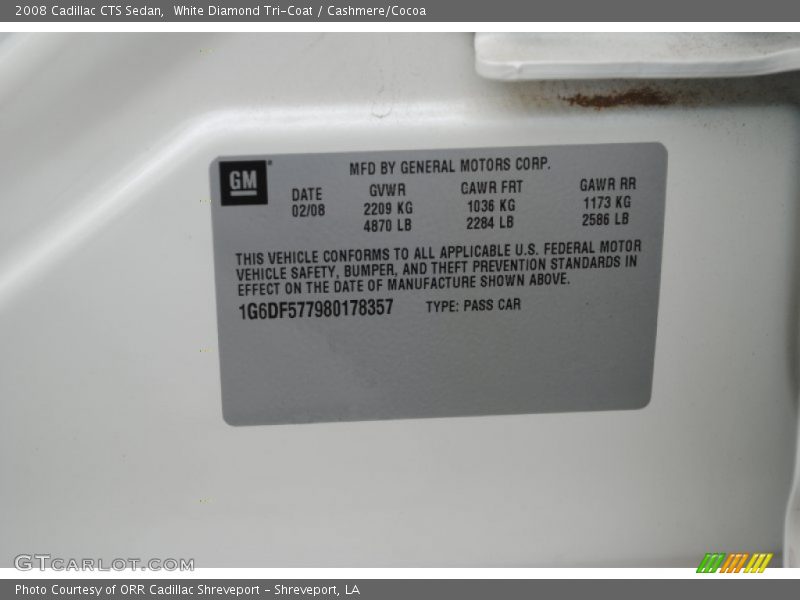 2008 Cadillac CTS Sedan, White Diamond Tri-Coat / Cashmere/Cocoa
GM
MFD BY GENERAL MOTORS CORP.
DATE GVWR GAWR FRT GAWR RR
02/08 2209 KG 1036 KG 1173 KG
4870 LB 2284 LB 2586 LB
THIS VEHICLE CONFORMS TO ALL APPLICABLE U.S. FEDERAL MOTOR
VEHICLE SAFETY, BUMPER, AND THEFT PREVENTION STANDARDS IN
EFFECT ON THE DATE OF MANUFACTURE SHOWN ABOVE.
1G6DF577980178357 TYPE: PASS CAR
GTCARLOT.COM
Photo Courtesy of ORR Cadillac Shreveport - Shreveport, LA